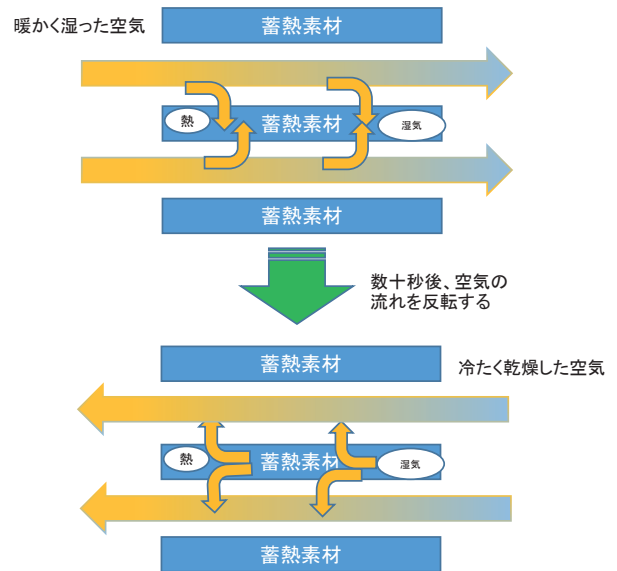 暖かく湿った空気
蓄熱素材
熱
蓄熱素材
湿気
蓄熱素材
数十秒後、空気の
流れを反転する
蓄熱素材
冷たく乾燥した空気
熱
蓄熱素材
湿気
蓄熱素材